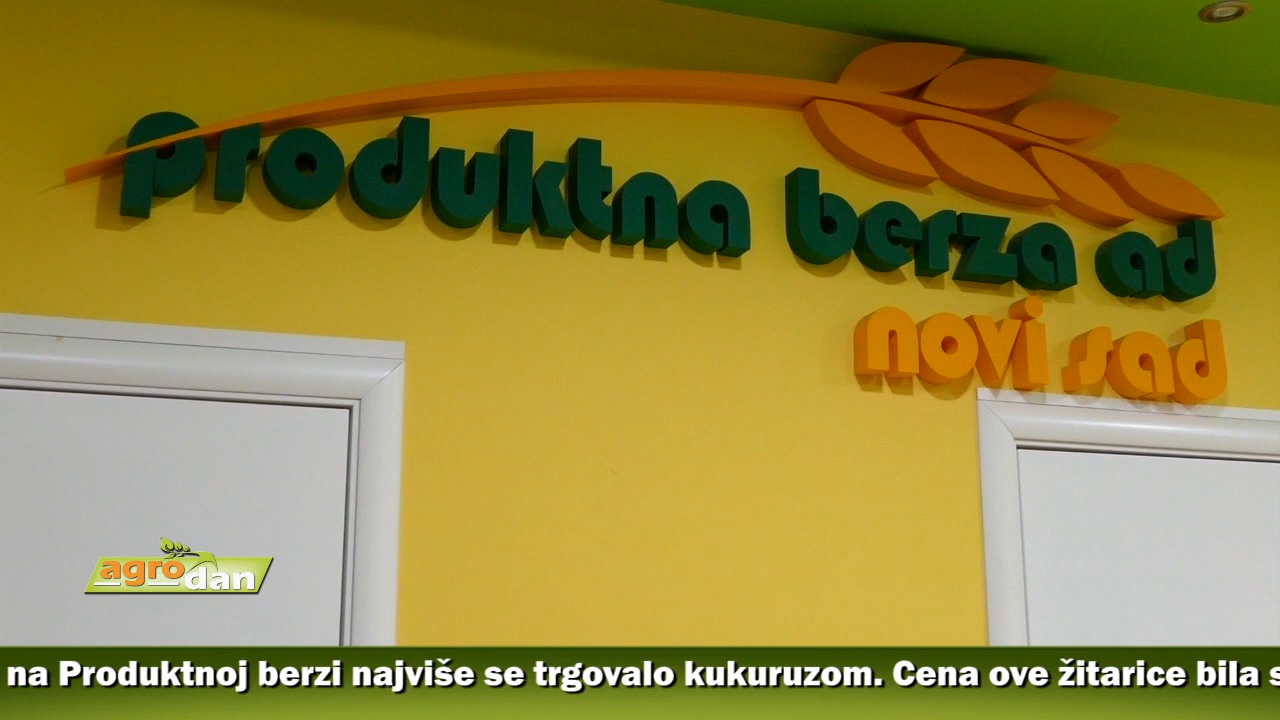 produktna berza ad
novi sad
agro
dan
na Produktnoj berzi najviše se trgovalo kukuruzom. Cena ove žitarice bila s